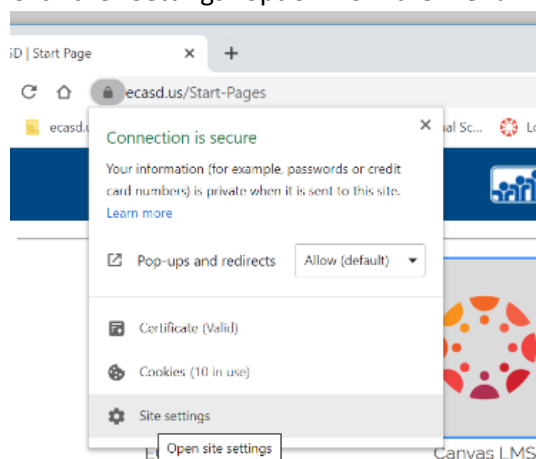 SD | Start Page × +
ecasd.us/Start-Pages
ecasd.
ual Sc... Lo
Connection is secure ×
Your information (for example, passwords or credit
card numbers) is private when it is sent to this site.
Learn more
Pop-ups and redirects Allow (default)
Certificate (Valid)
Cookies (10 in use)
Site settings
Open site settings
Canvas LMS